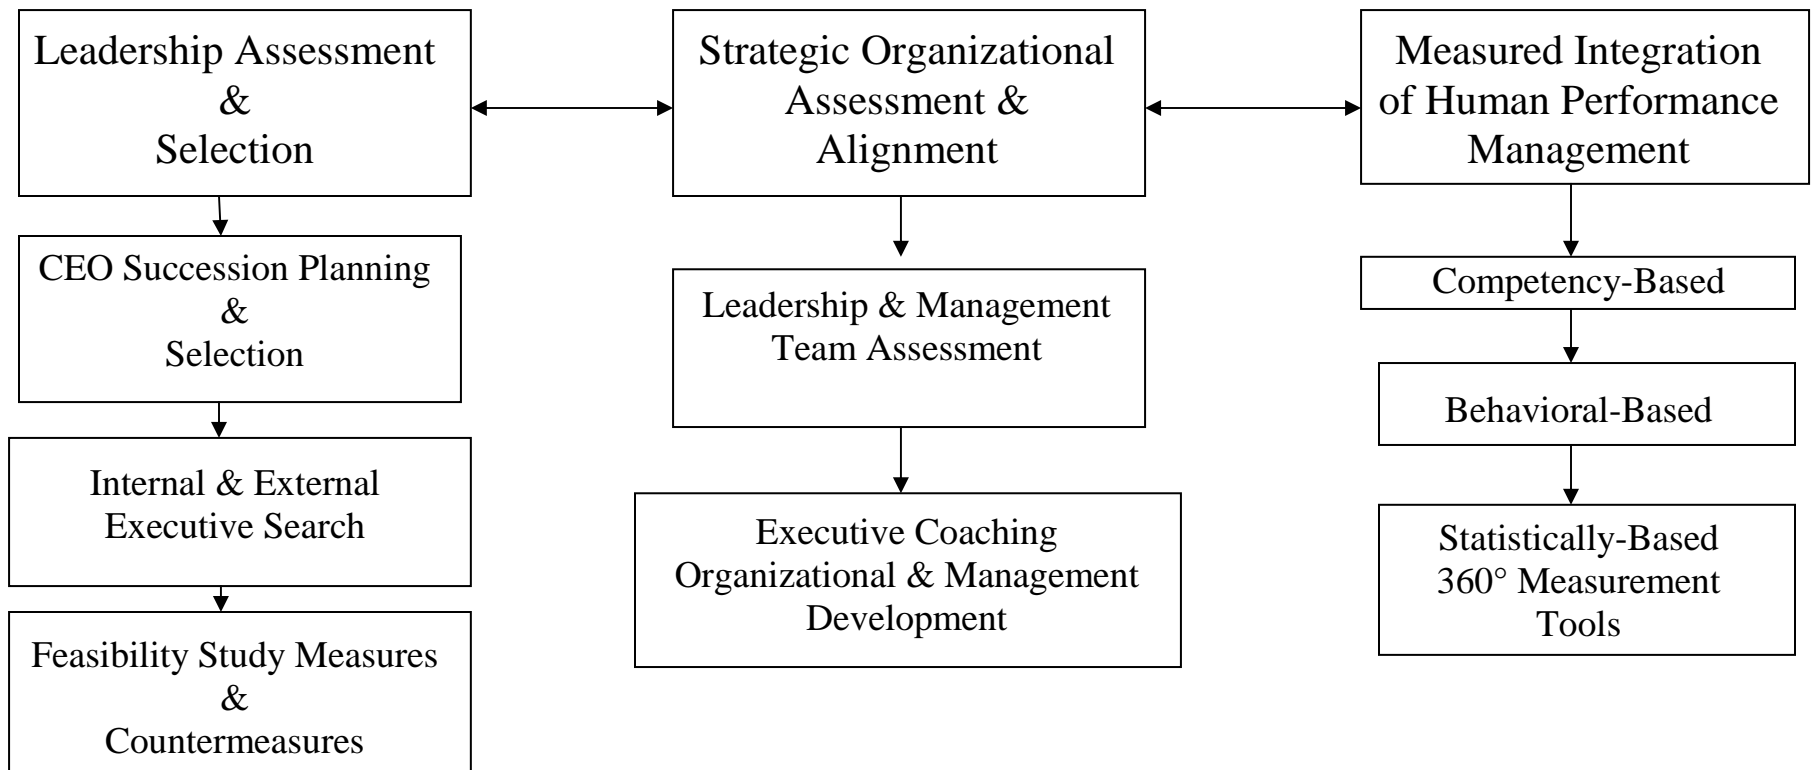 Leadership Assessment
&
Selection
Strategic Organizational
Assessment &
Alignment
Measured Integration
of Human Performance
Management
CEO Succession Planning
&
Selection
Leadership & Management
Team Assessment
Competency-Based
Behavioral-Based
Internal & External
Executive Search
Executive Coaching
Organizational & Management
Development
Statistically-Based
360° Measurement
Tools
Feasibility Study Measures
&
Countermeasures